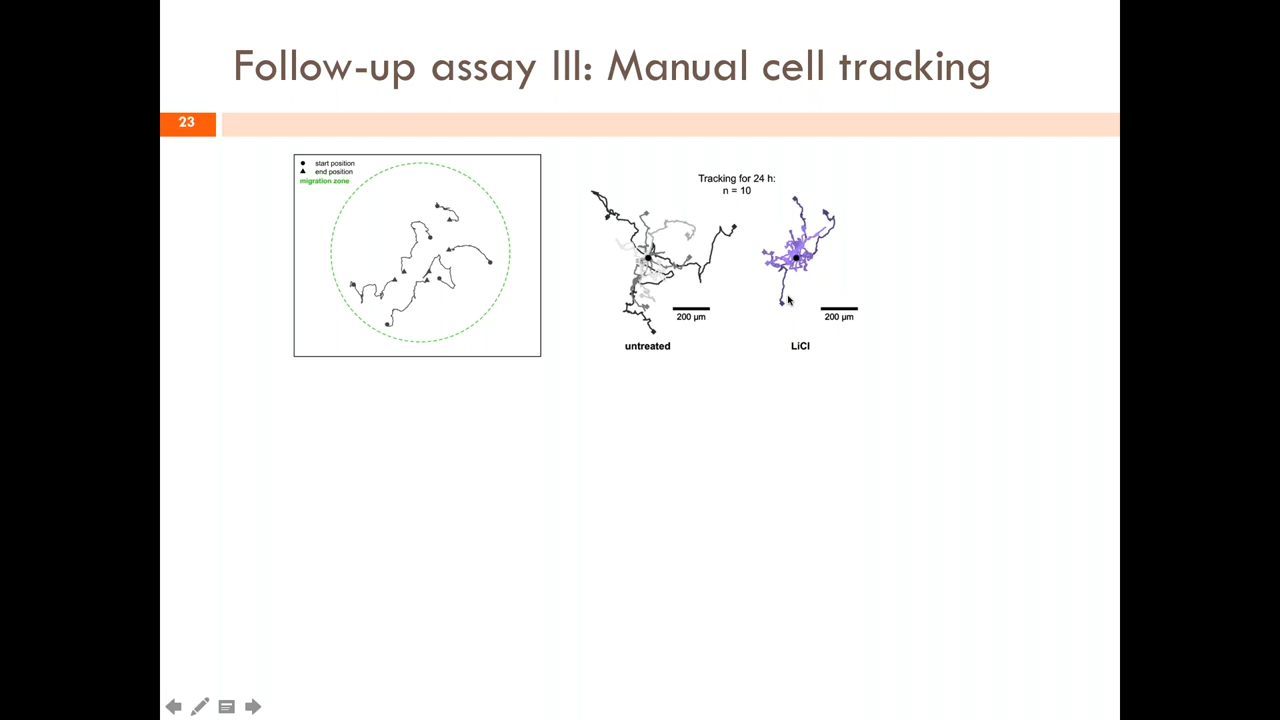 Follow-up assay III: Manual cell tracking
23
start position
end position
migration zone
Tracking for 24 h:
n = 10
200 µm
200 µm
untreated
LiCl